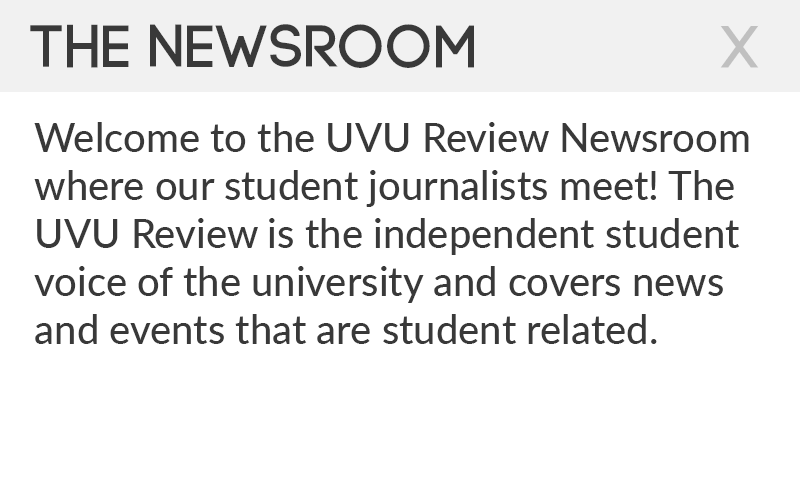 THE NEWSROOM X
Welcome to the UVU Review Newsroom
where our student journalists meet! The
UVU Review is the independent student
voice of the university and covers news
and events that are student related.